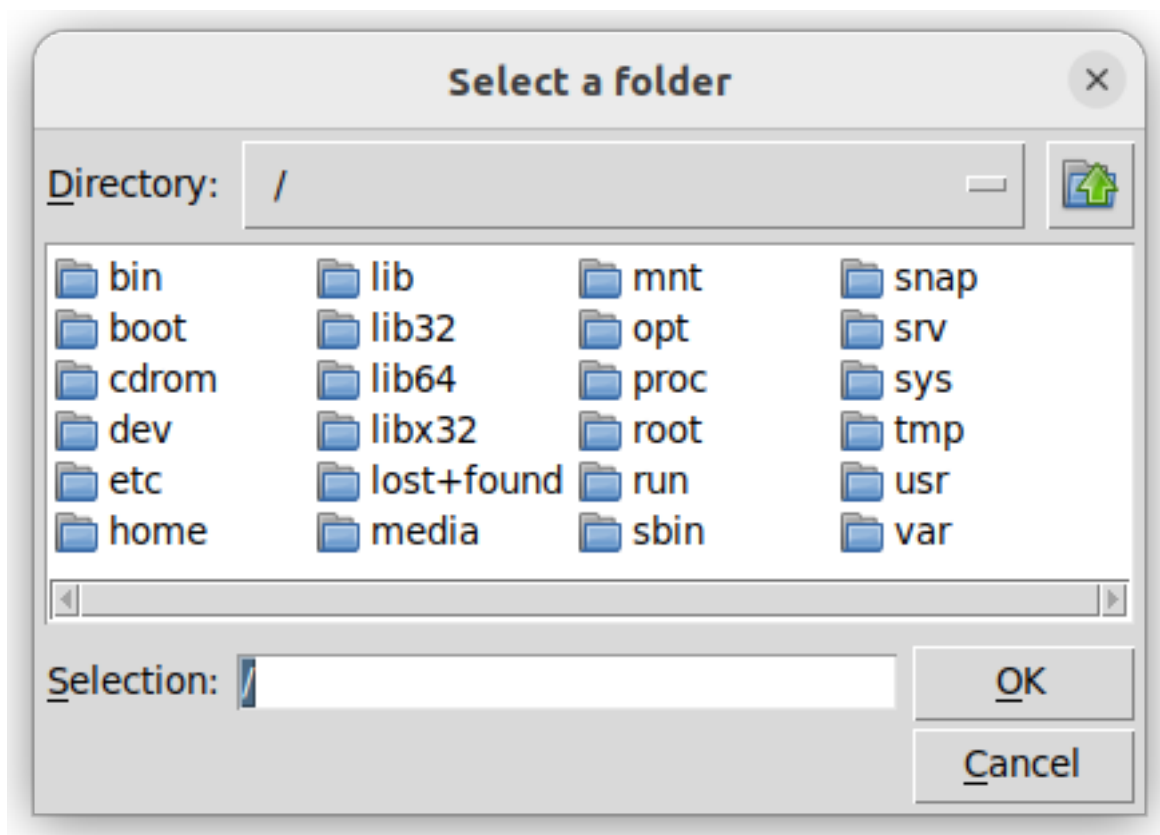 Select a folder
Directory: /
bin lib mnt snap
boot lib32 opt srv
cdrom lib64 proc sys
dev libx32 root tmp
etc lost+found run usr
home media sbin var
Selection: / OK
Cancel